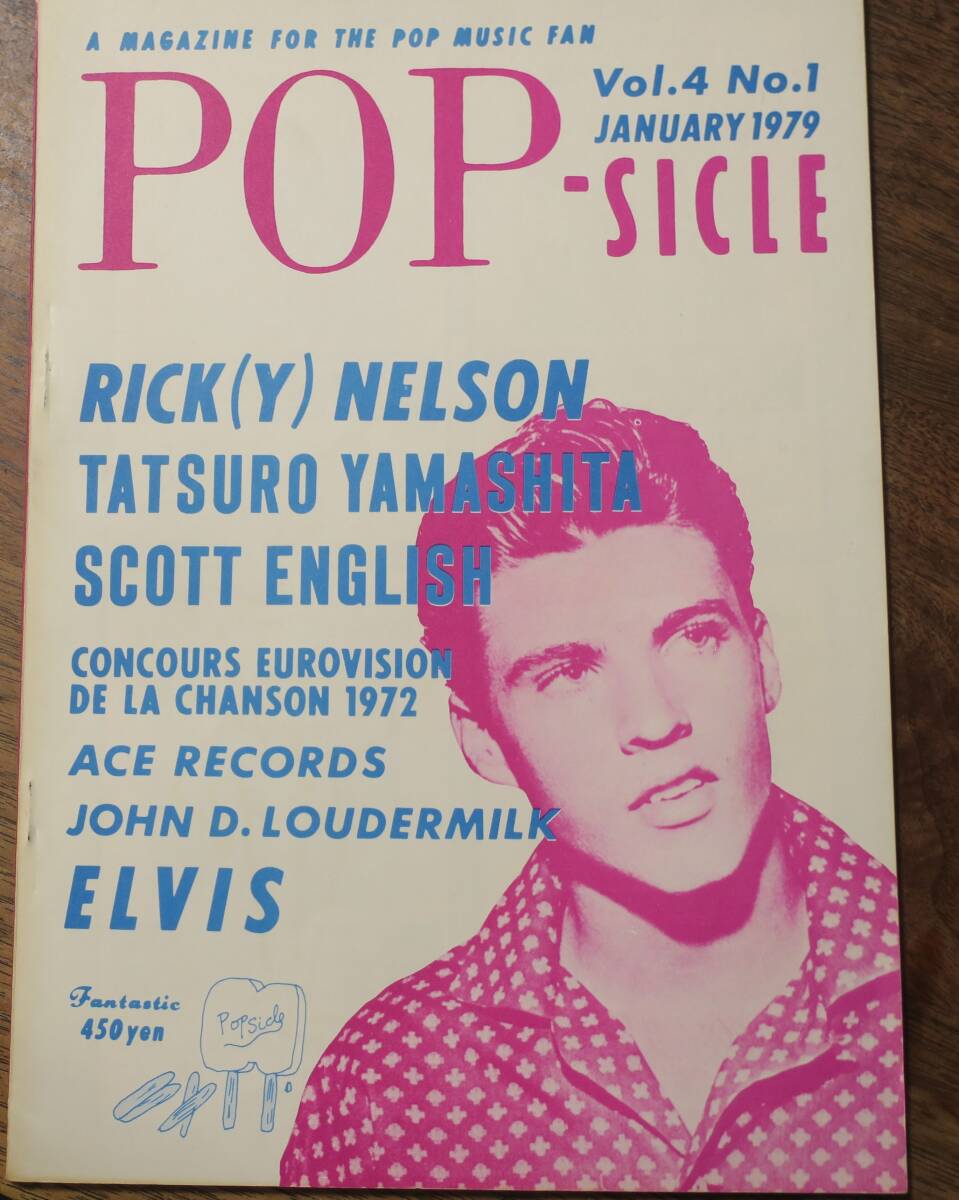 A MAGAZINE FOR THE POP MUSIC FAN
POP-SICLE
Vol.4 No.1
JANUARY 1979
RICK(Y) NELSON
TATSURO YAMASHITA
SCOTT ENGLISH
CONCOURS EUROVISION
DE LA CHANSON 1972
ACE RECORDS
JOHN D. LOUDERMILK
ELVIS
Fantastic
450yen
Popsicle